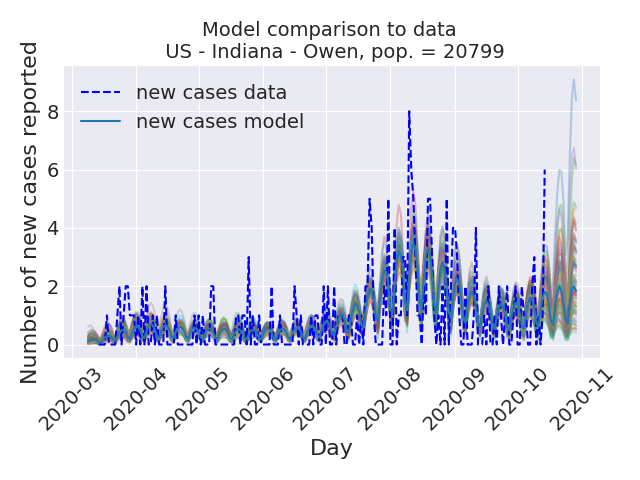 Model comparison to data
US - Indiana - Owen, pop. = 20799
Number of new cases reported
new cases data
new cases model
8
6
4
2
0
2020-03
2020-04
2020-05
2020-06
2020-07
2020-08
2020-09
2020-10
2020-11
Day